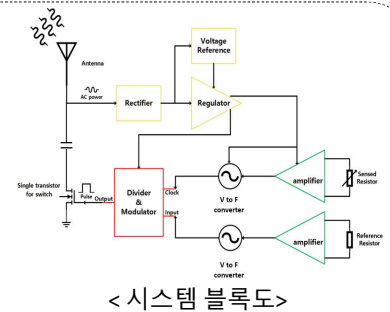 Antenna
AC power
Rectifier
Voltage
Reference
Regulator
Single transistor
for switch
Pulse
Output
Divider
&
Modulator
Clock
Input
V to F
converter
amplifier
Sensed
Resistor
V to F
converter
amplifier
Reference
Resistor
< 시스템 블록도>